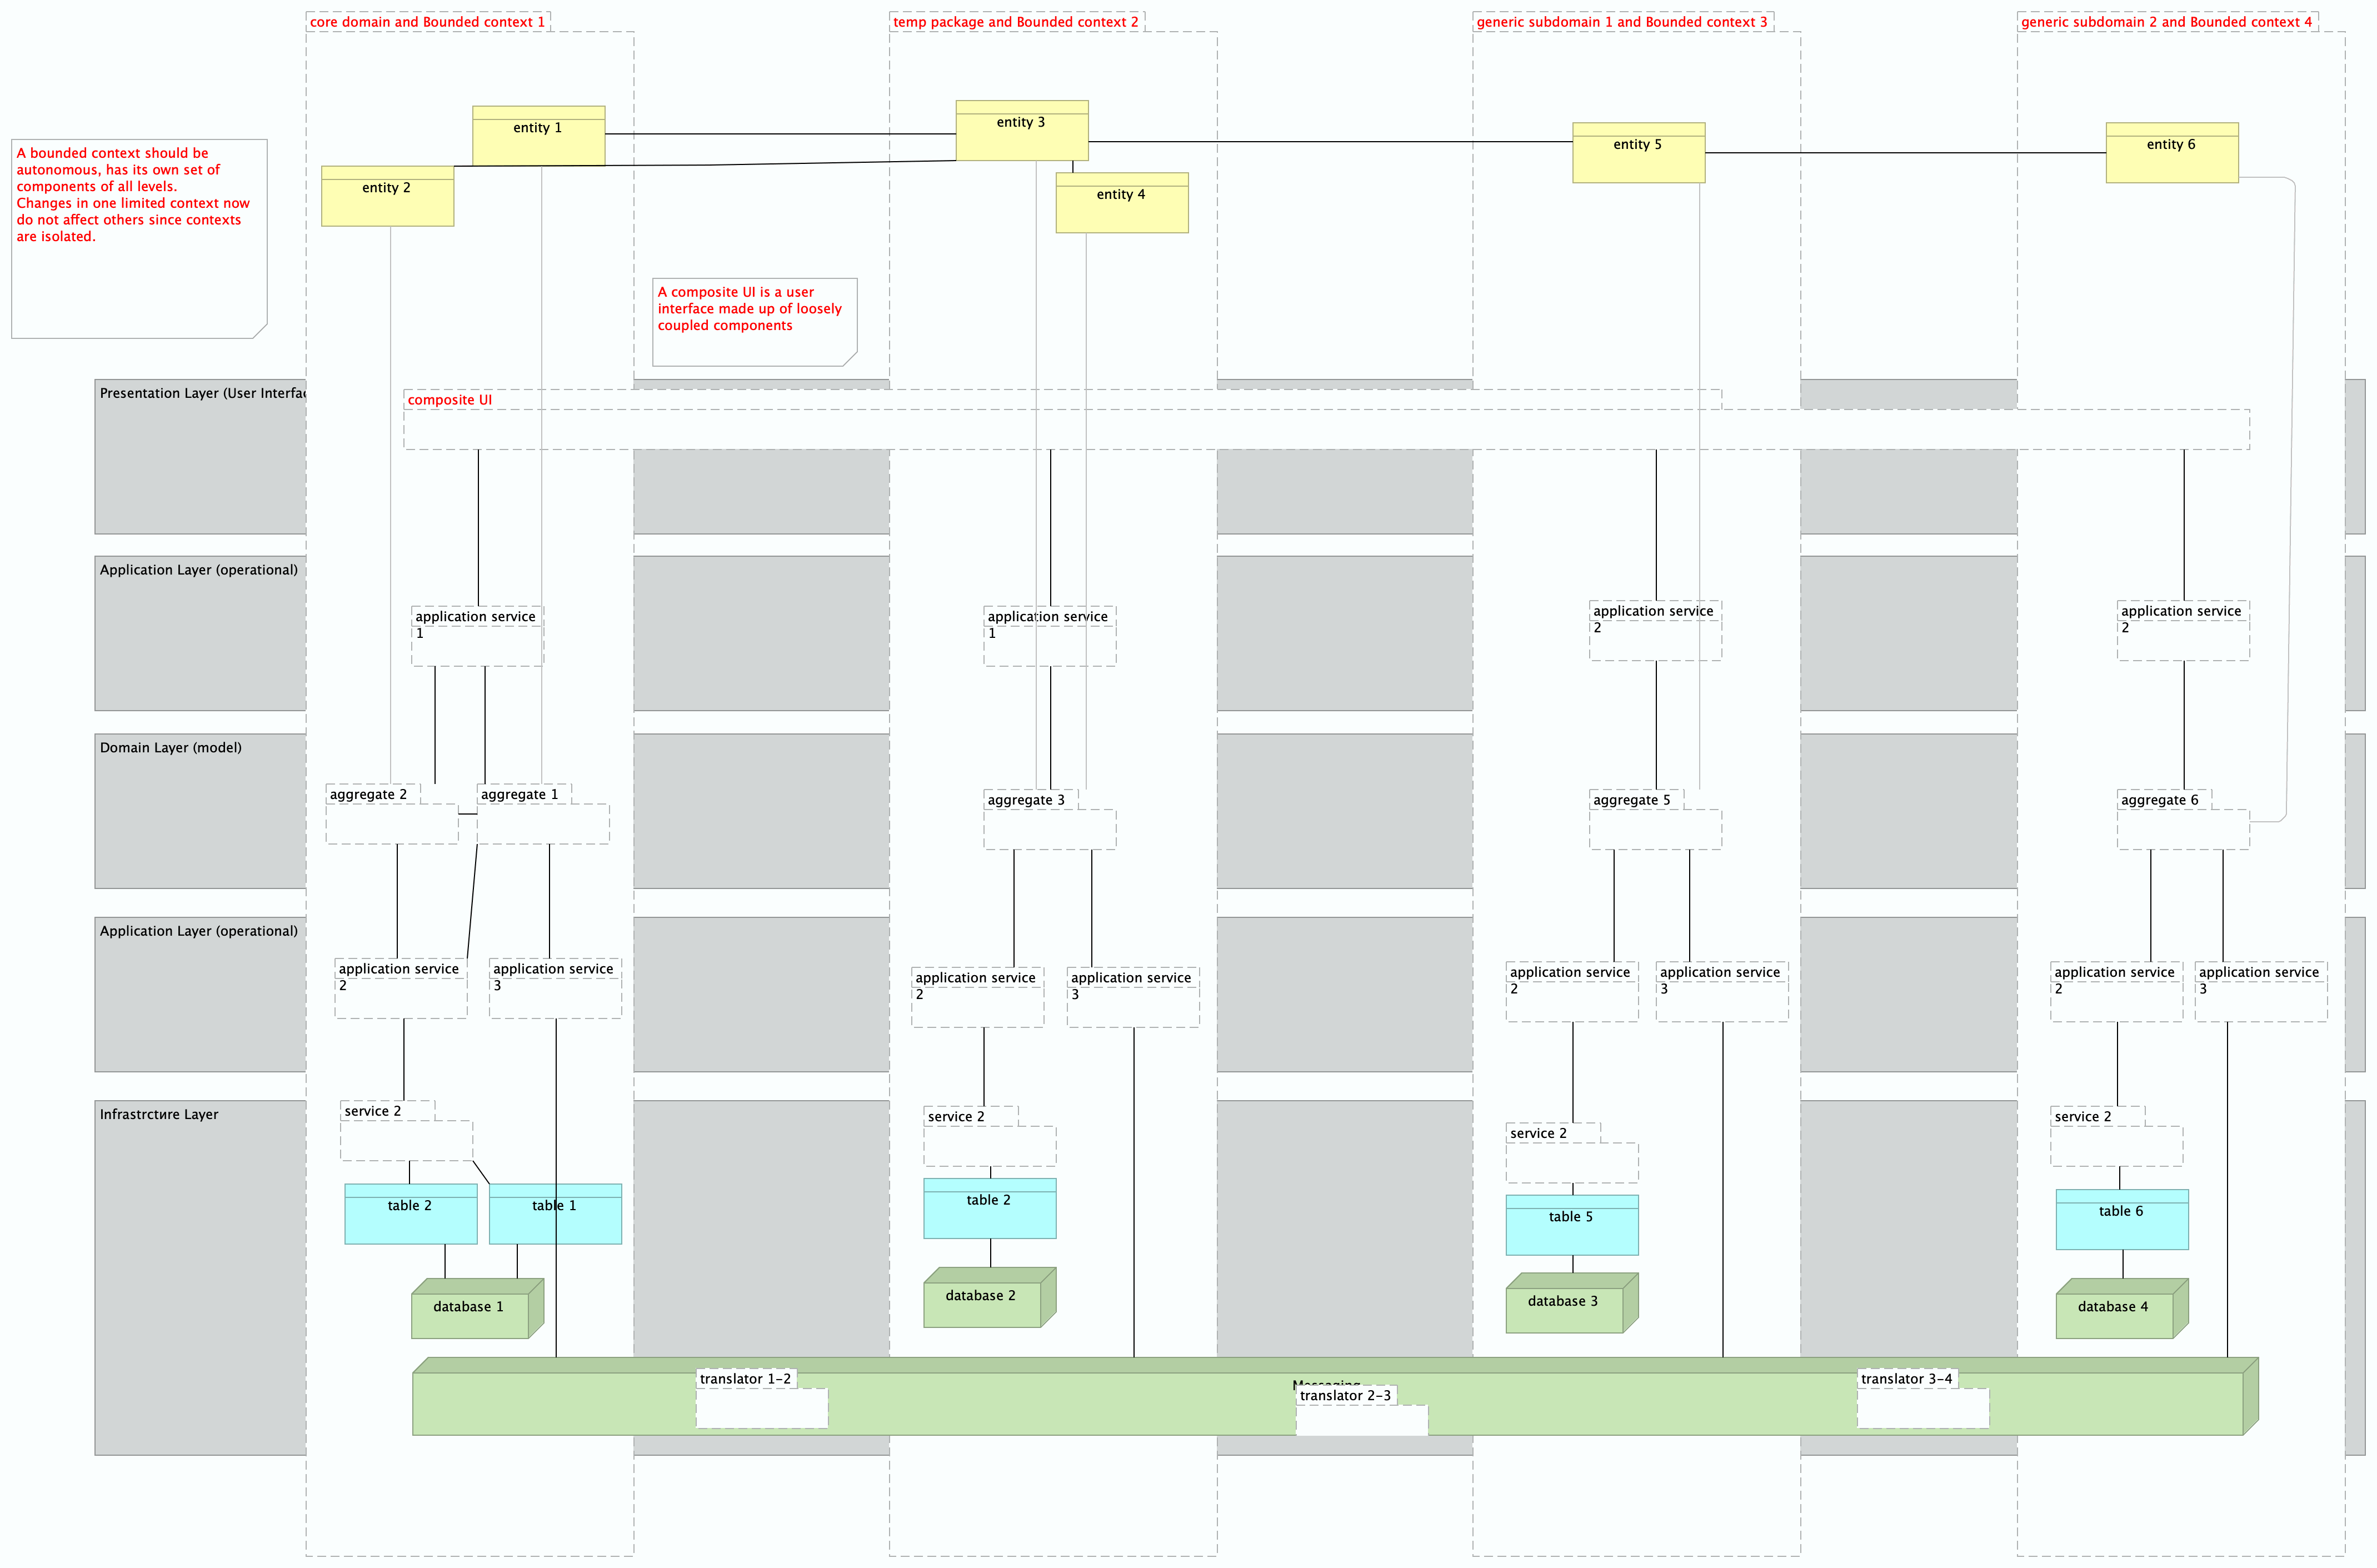 core domain and Bounded context 1
temp package and Bounded context 2
generic subdomain 1 and Bounded context 3
generic subdomain 2 and Bounded context 4
entity 1
entity 3
entity 5
entity 6
entity 2
entity 4
A bounded context should be
autonomous, has its own set of
components of all levels.
Changes in one limited context now
do not affect others since contexts
are isolated.
A composite UI is a user
interface made up of loosely
coupled components
Presentation Layer (User Interfac
composite UI
Application Layer (operational)
application service
1
application service
1
application service
2
application service
2
Domain Layer (model)
aggregate 2
aggregate 1
aggregate 3
aggregate 5
aggregate 6
Application Layer (operational)
application service
2
application service
3
application service
2
application service
3
application service
2
application service
3
application service
2
application service
3
Infrastrctиre Layer
service 2
service 2
service 2
service 2
table 2
table 1
table 2
table 5
table 6
database 1
database 2
database 3
database 4
Messaging
translator 1-2
translator 2-3
translator 3-4